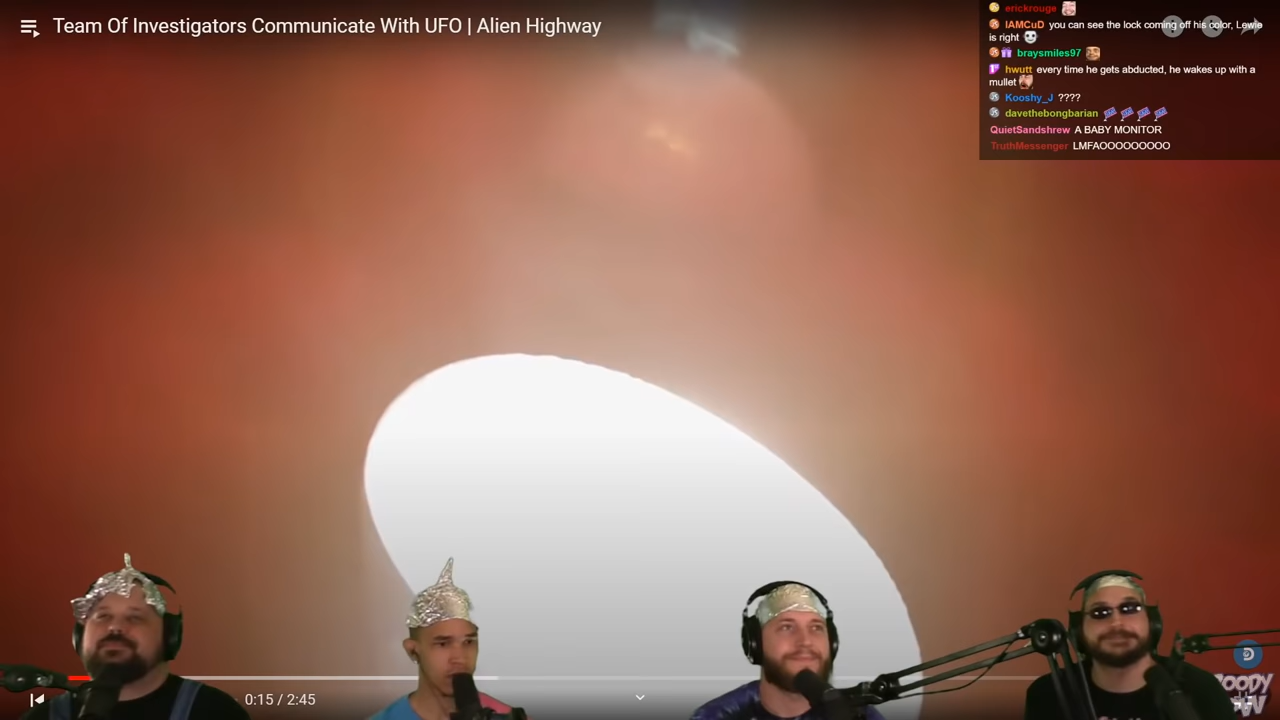 Team Of Investigators Communicate With UFO | Alien Highway
erickrouge
IAMCuD you can see the lock coming off his color, Lewie
is right
braysmiles97
hwutt every time he gets abducted, he wakes up with a
mullet
Kooshy_J ????
davethebongbarian
QuietSandshrew A BABY MONITOR
TruthMessenger LMFAOOOOOOOOO
0:15 / 2:45